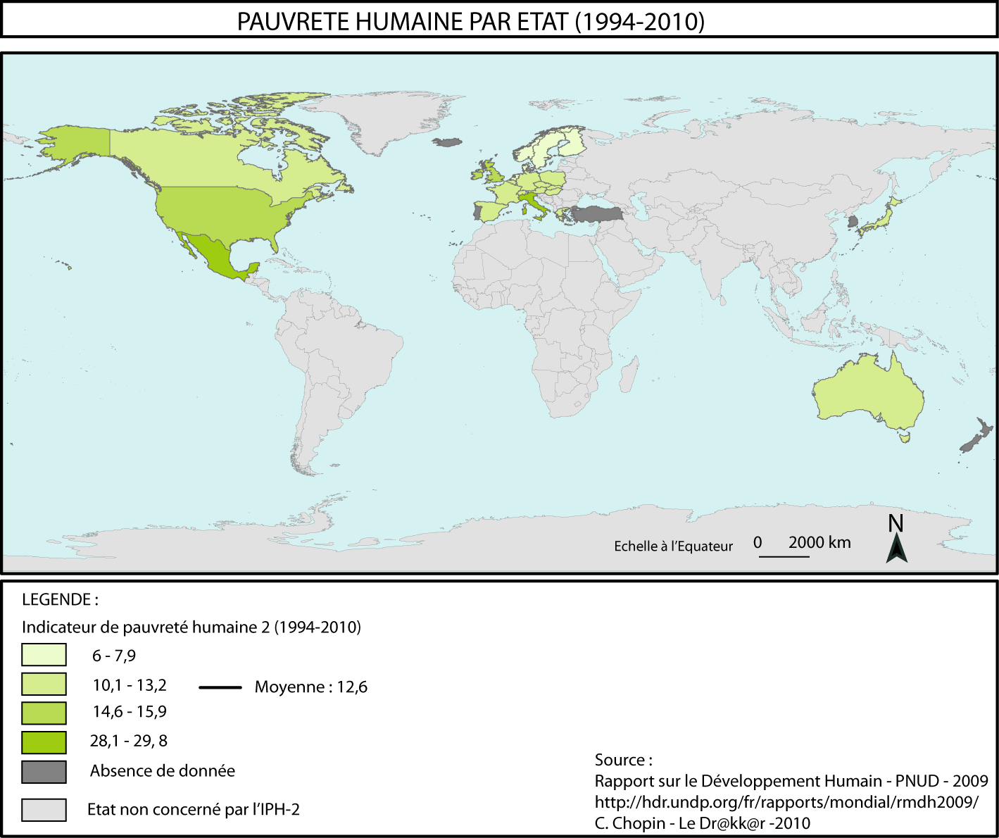 PAUVRETE HUMAINE PAR ETAT (1994-2010)
N
Echelle à l'Equateur 0 2000 km
LEGENDE :
Indicateur de pauvreté humaine 2 (1994-2010)
6 - 7,9
10,1 - 13,2 Moyenne : 12,6
14,6 - 15,9
28,1 - 29, 8
Absence de donnée
Etat non concerné par l'IPH-2
Source :
Rapport sur le Développement Humain - PNUD - 2009
http://hdr.undp.org/fr/rapports/mondial/rmdh2009/
C. Chopin - Le Dr@kk@r -2010